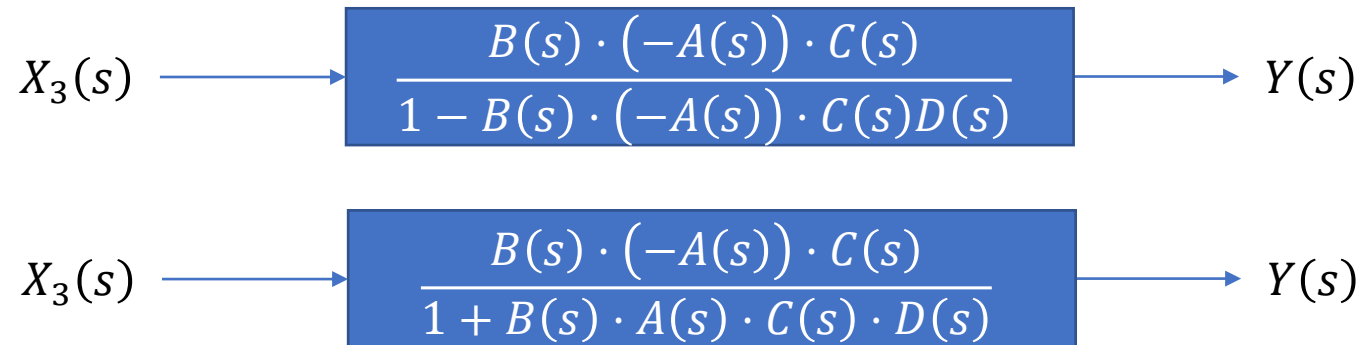 X₃(s)
B(s) · (−A(s)) · C(s)
1 − B(s) · (−A(s)) · C(s)D(s)
Y(s)
X₃(s)
B(s) · (−A(s)) · C(s)
1 + B(s) · A(s) · C(s) · D(s)
Y(s)